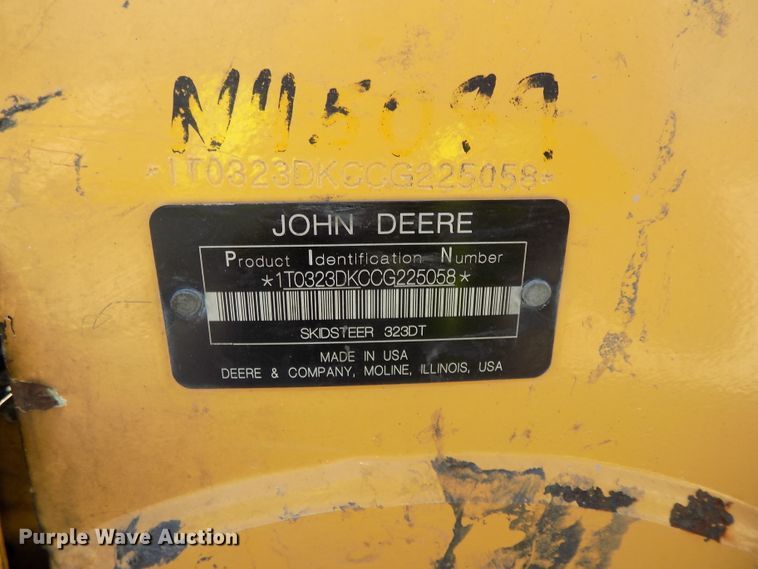 *1T0323DKCCG225058*
JOHN DEERE
Product Identification Number
*1T0323DKCCG225058*
SKIDSTEER 323DT
MADE IN USA
DEERE & COMPANY, MOLINE, ILLINOIS, USA
Purple Wave Auction